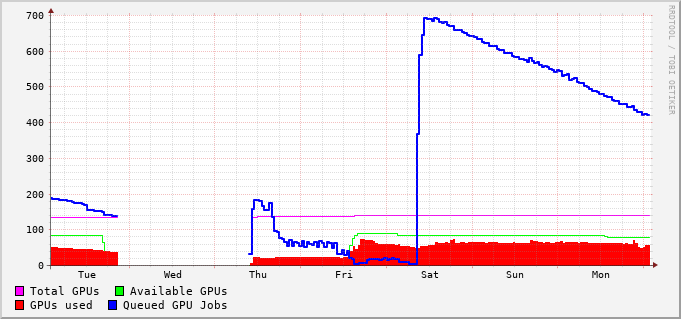 700
600
500
400
300
200
100
0
Tue Wed Thu Fri Sat Sun Mon
Total GPUs Available GPUs
GPUs used Queued GPU Jobs
RRDTOOL / TOBI OETIKER